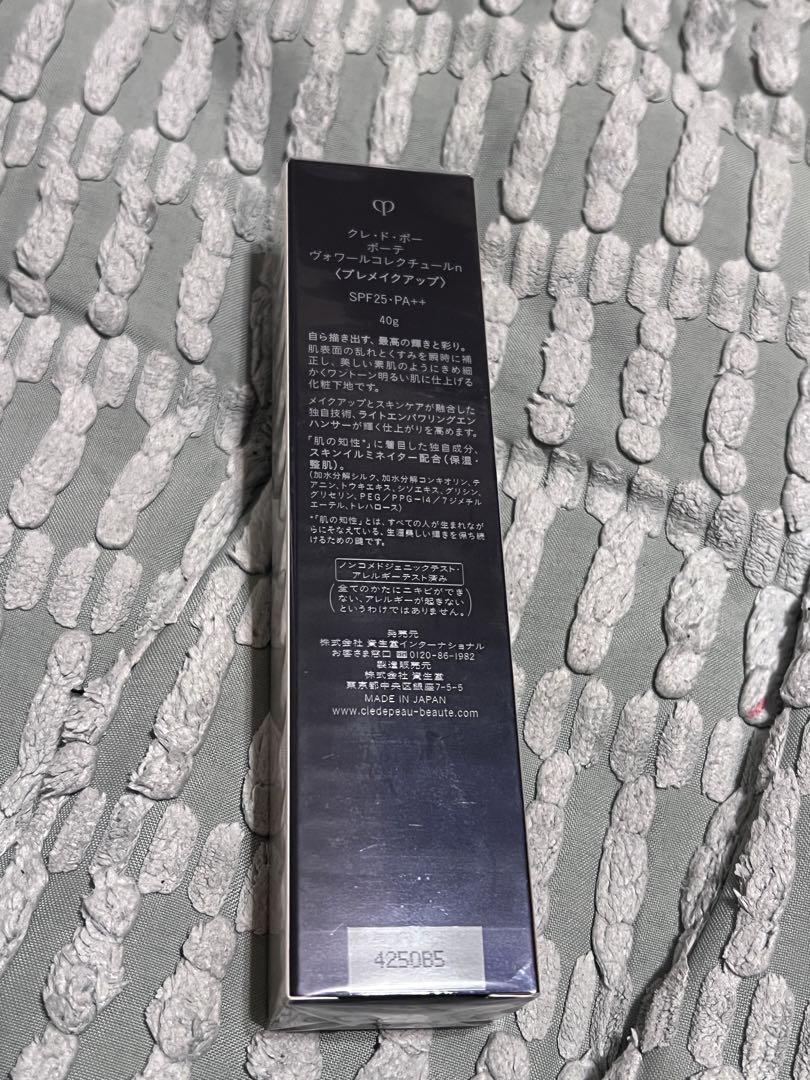 クレ・ド・ポー
ボーテ
ヴォワールコレクチュールn
〈プレメイクアップ〉
SPF25・PA++
40g
自ら描き出す、最高の輝きと彩り。
肌表面の乱れとくすみを瞬時に補
正し、美しい素肌のようにきめ細
かくワントーン明るい肌に仕上げる
化粧下地です。
メイクアップとスキンケアが融合した
独自技術、ライトエンパワリングエン
ハンサーが輝く仕上がりを高めます。
「肌の知性*」に着目した独自成分、
スキンイルミネイター配合(保湿・
整肌)。
(加水分解シルク、加水分解コンキオリン、テ
アニン、トウキエキス、シソエキス、グリシン、
グリセリン、PEG/PPG-14/7ジメチル
エーテル、トレハロース)
*「肌の知性」とは、すべての人が生まれなが
らにそなえている、生涯美しい輝きを保ち続
けるための鍵です。
ノンコメドジェニックテスト・
アレルギーテスト済み
(全てのかたにニキビができ
ない、アレルギーが起きない
というわけではありません。)
発売元
株式会社 資生堂インターナショナル
お客さま窓口 0120-86-1982
製造販売元
株式会社 資生堂
東京都中央区銀座7-5-5
MADE IN JAPAN
www.cledepeau-beaute.com
4250B5